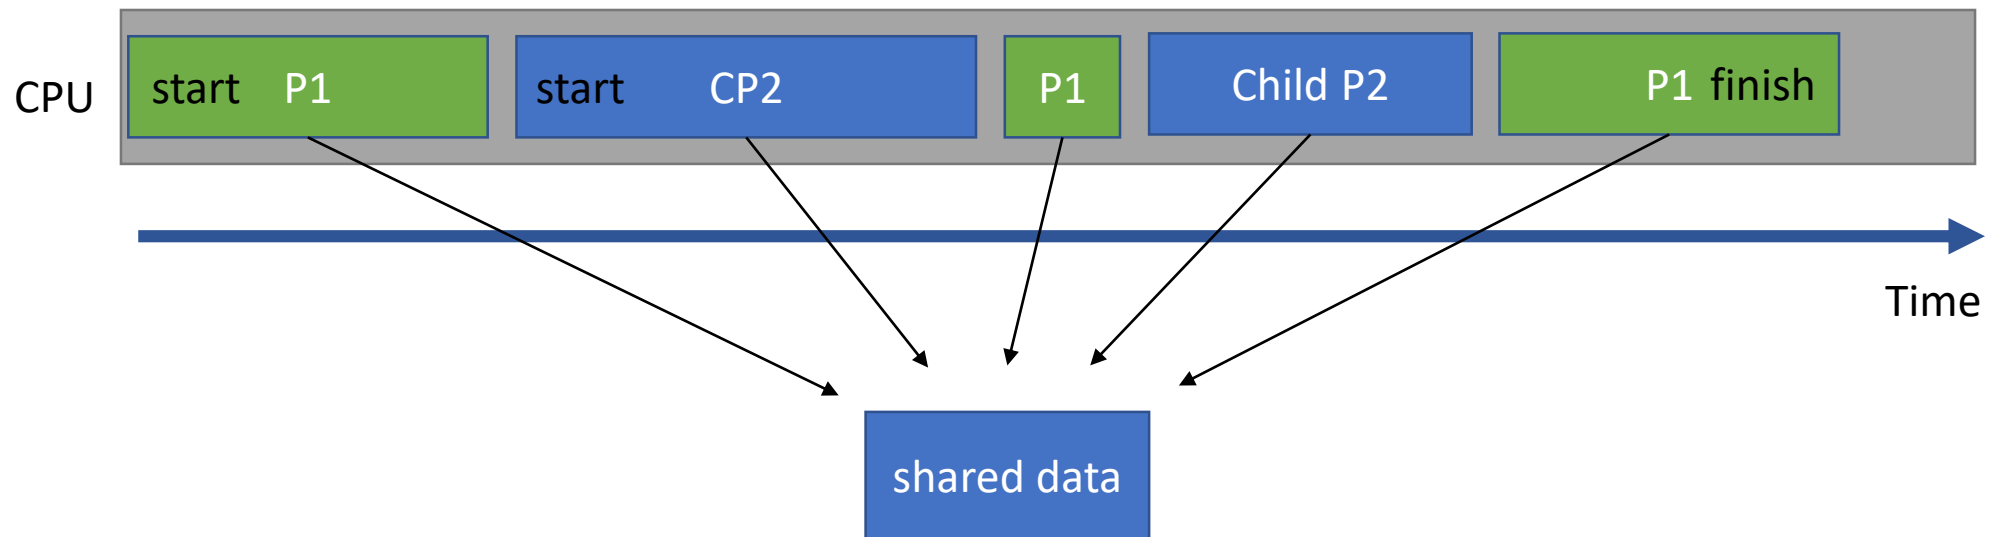 CPU
start P1
start CP2
P1
Child P2
P1 finish
Time
shared data